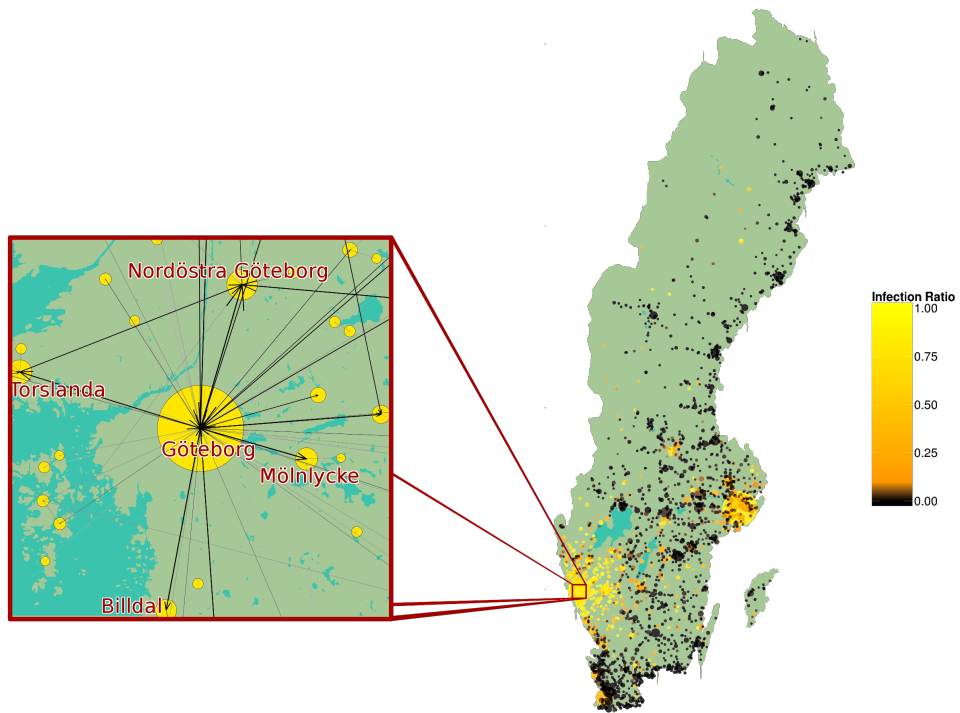 Nordöstra Göteborg
Torslanda
Göteborg
Mölnlycke
Billdal
Infection Ratio
1.00
0.75
0.50
0.25
0.00